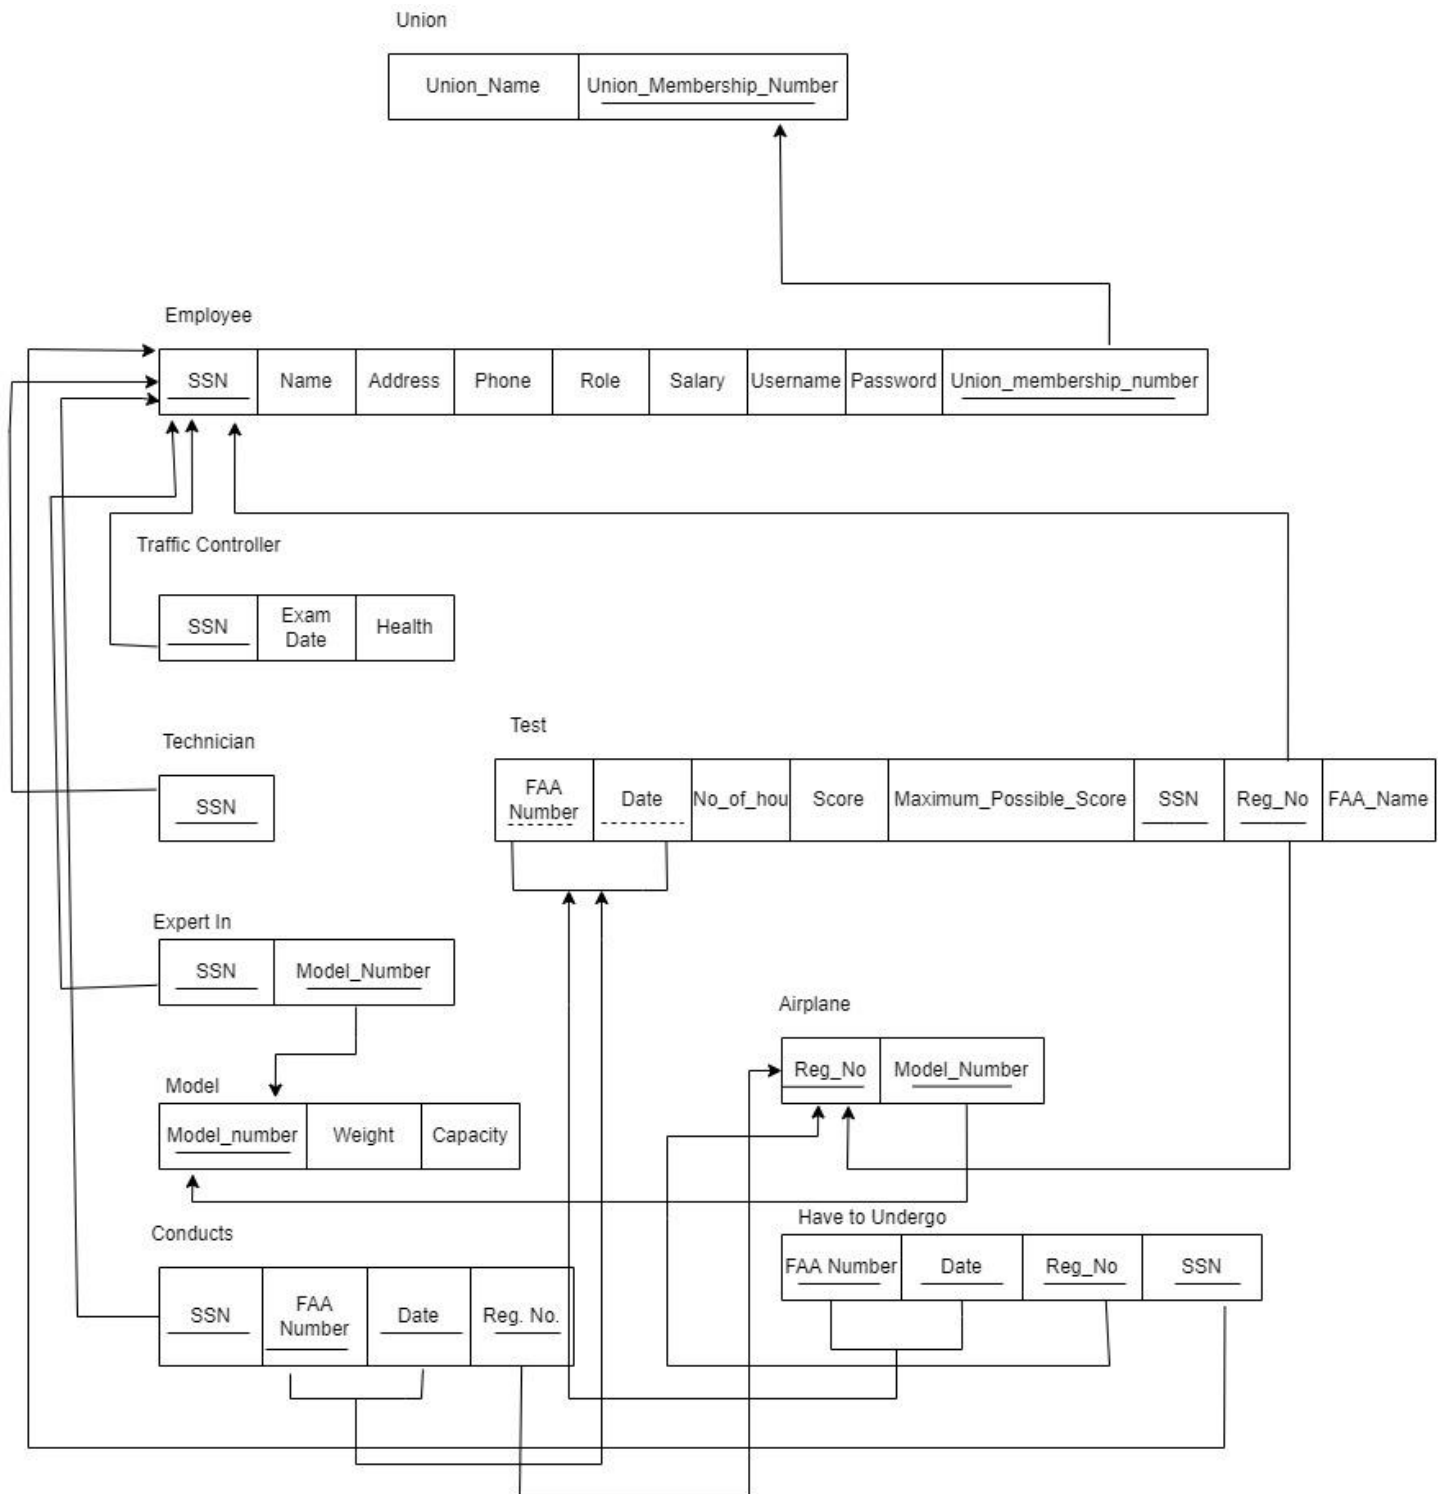 Union
Union_Name Union_Membership_Number
Employee
SSN Name Address Phone Role Salary Username Password Union_membership_number
Traffic Controller
SSN Exam Date Health
Technician
SSN
Test
FAA Number Date No_of_hou Score Maximum_Possible_Score SSN Reg_No FAA_Name
Expert In
SSN Model_Number
Airplane
Reg_No Model_Number
Model
Model_number Weight Capacity
Have to Undergo
FAA Number Date Reg_No SSN
Conducts
SSN FAA Number Date Reg. No.